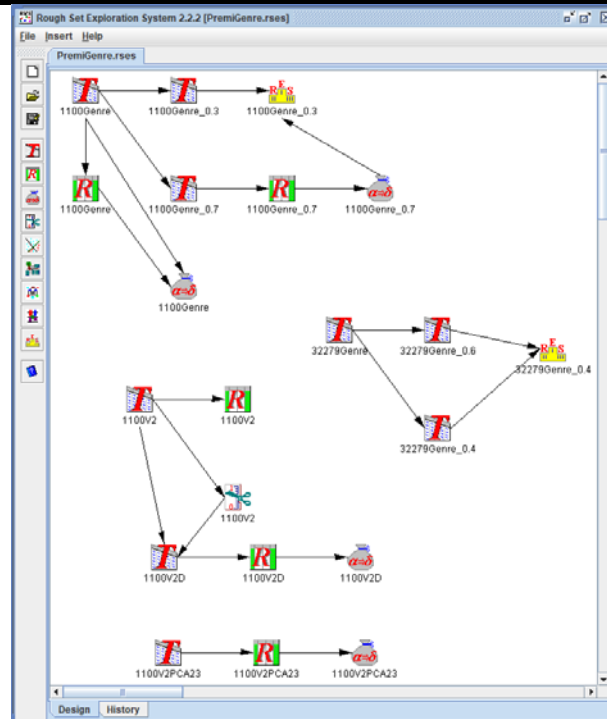 Rough Set Exploration System 2.2.2 [PremiGenre.rses]
File Insert Help
PremiGenre.rses
T T RES
1100Genre 1100Genre_0.3 1100Genre_0.3
R T R α=δ
1100Genre 1100Genre_0.7 1100Genre_0.7 1100Genre_0.7
α=δ
1100Genre
T T RES
32279Genre 32279Genre_0.6 32279Genre_0.4
T R T
1100V2 1100V2 32279Genre_0.4
1100V2
T R α=δ
1100V2D 1100V2D 1100V2D
T R α=δ
1100V2PCA23 1100V2PCA23 1100V2PCA23
Design History